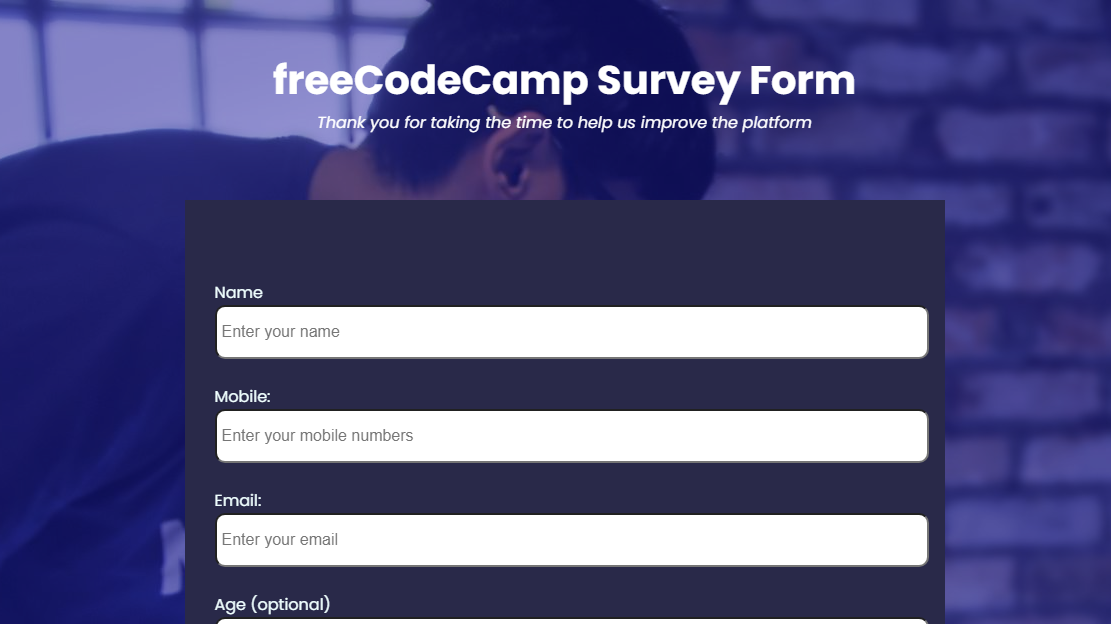 freeCodeCamp Survey Form
Thank you for taking the time to help us improve the platform
Name
Enter your name
Mobile:
Enter your mobile numbers
Email:
Enter your email
Age (optional)